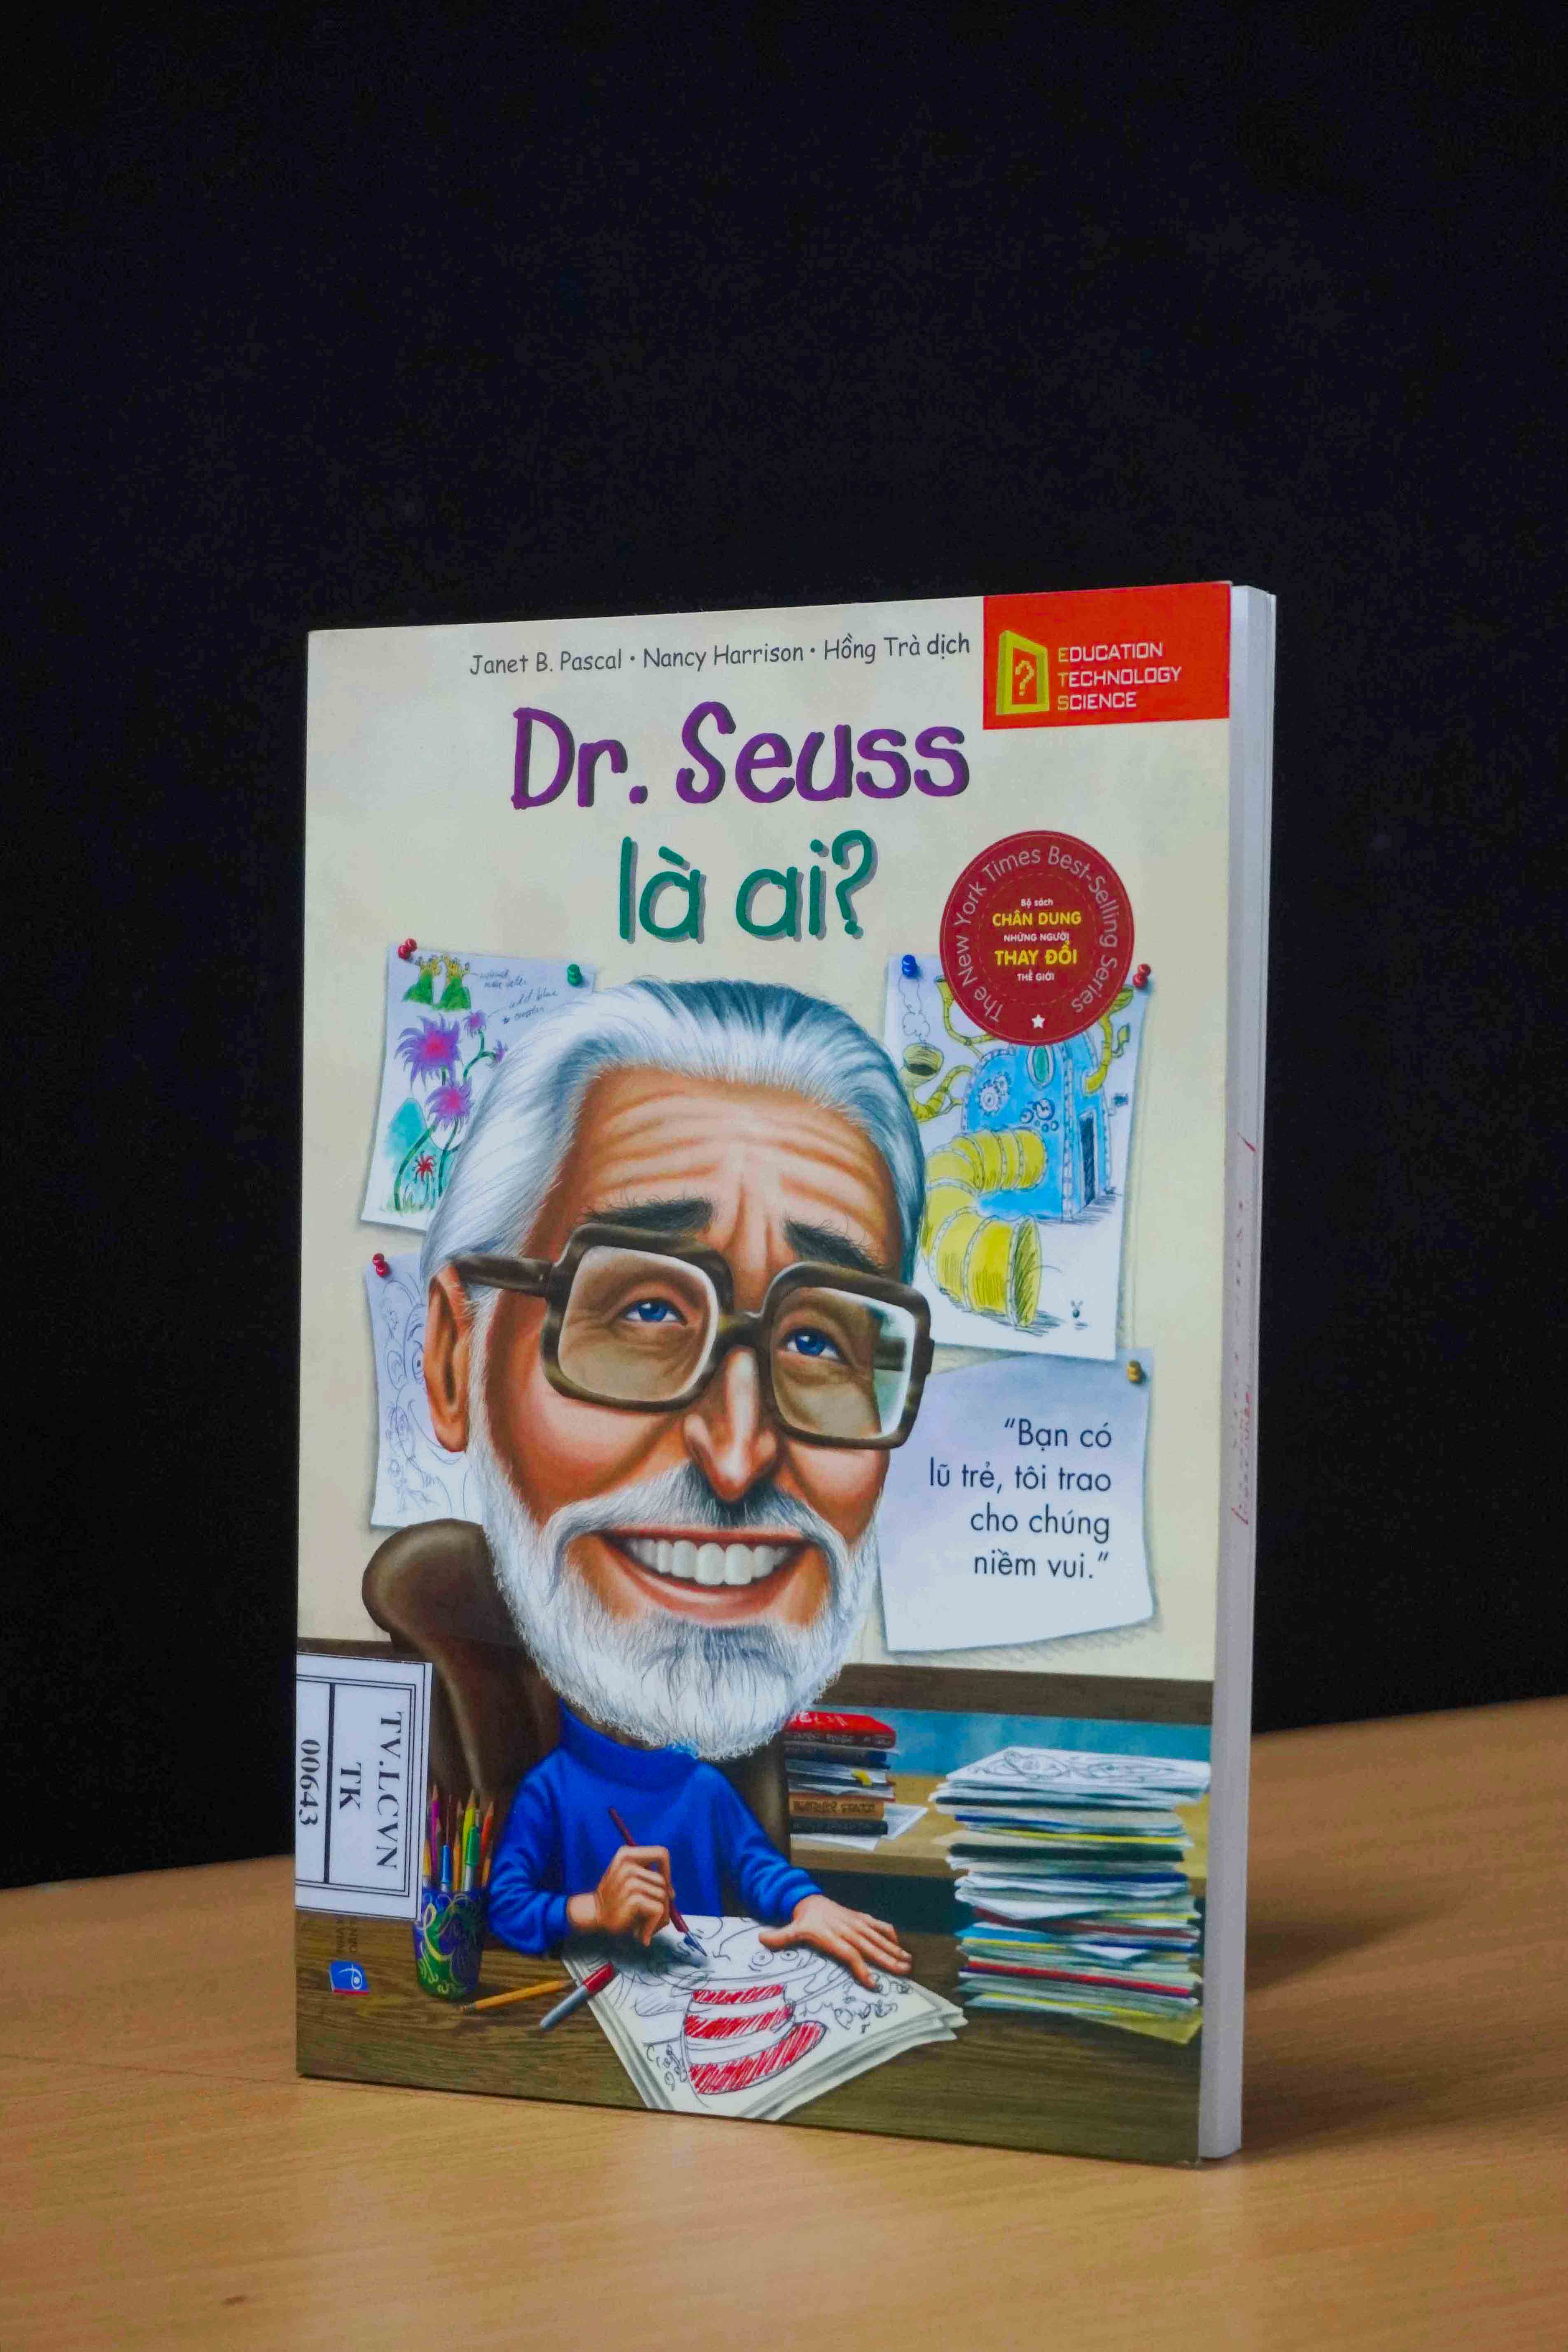 Janet B. Pascal • Nancy Harrison • Hồng Trà dịch
EDUCATION
TECHNOLOGY
SCIENCE
Dr. Seuss
là ai?
The New York Times Best-Selling Series
Bộ sách
CHÂN DUNG
NHỮNG NGƯỜI
THAY ĐỔI
THẾ GIỚI
"Bạn có
lũ trẻ, tôi trao
cho chúng
niềm vui."
TV.LCVN
TK
00643